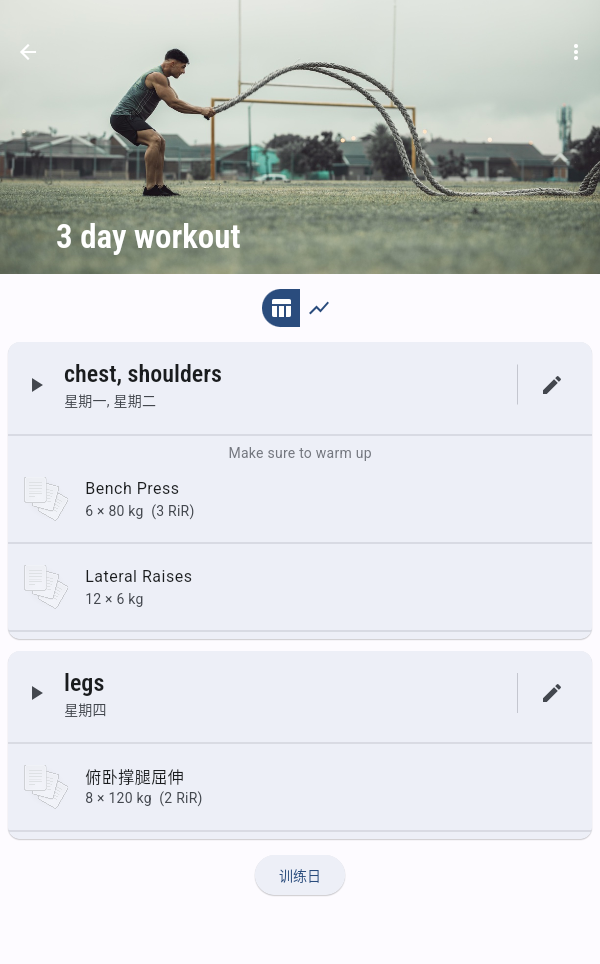 3 day workout
chest, shoulders
星期一, 星期二
Make sure to warm up
Bench Press
6 × 80 kg  (3 RiR)
Lateral Raises
12 × 6 kg
legs
星期四
俯卧撑腿屈伸
8 × 120 kg  (2 RiR)
训练日